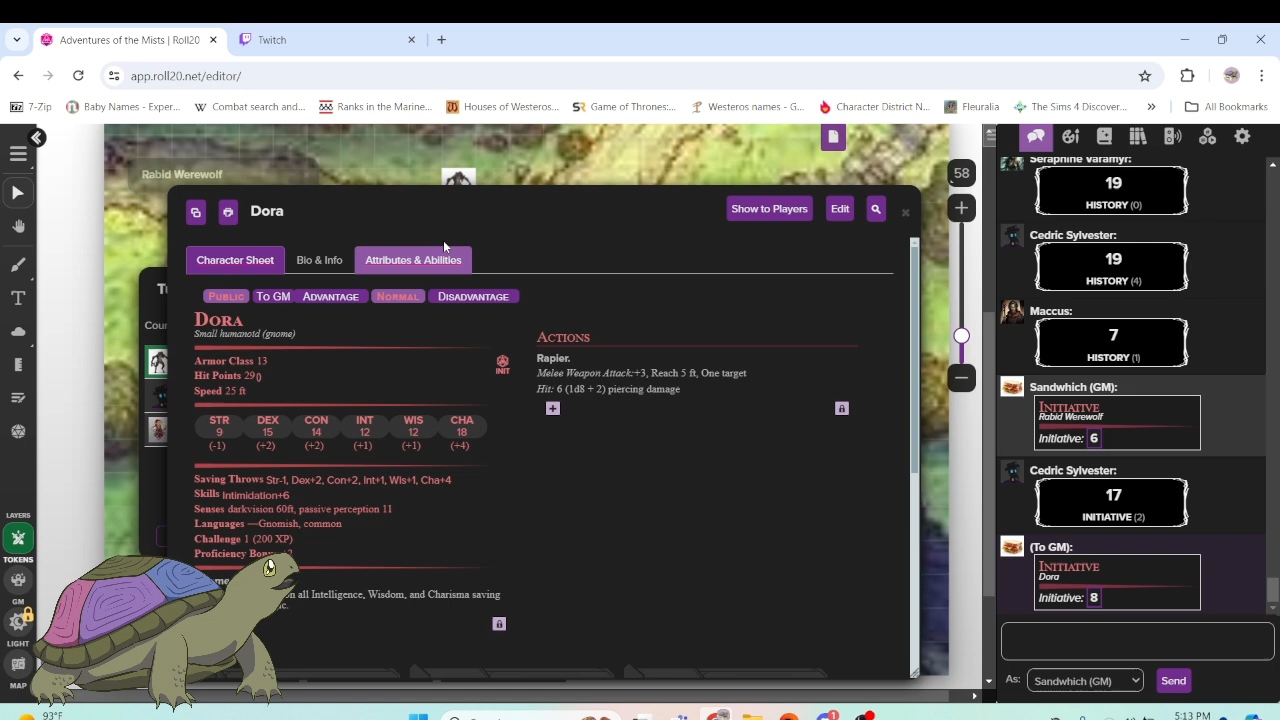 Adventures of the Mists | Roll20
Twitch
app.roll20.net/editor/
7-Zip
Baby Names - Exper...
Combat search and...
Ranks in the Marine...
Houses of Westeros...
Game of Thrones:...
Westeros names - G...
Character District N...
Fleuralia
The Sims 4 Discover...
All Bookmarks
Rabid Werewolf
58
Dora
Show to Players
Edit
Character Sheet
Bio & Info
Attributes & Abilities
Public
To GM
Advantage
Normal
Disadvantage
Dora
Small humanoid (gnome)
Armor Class 13
Hit Points 29()
Speed 25 ft
INIT
STR DEX CON INT WIS CHA
9 15 14 12 12 18
(-1) (+2) (+2) (+1) (+1) (+4)
Saving Throws Str-1, Dex+2, Con+2, Int+1, Wis+1, Cha+4
Skills Intimidation+6
Senses darkvision 60ft, passive perception 11
Languages —Gnomish, common
Challenge 1 (200 XP)
Proficiency
on all Intelligence, Wisdom, and Charisma saving
Actions
Rapier.
Melee Weapon Attack:+3, Reach 5 ft, One target
Hit: 6 (1d8 + 2) piercing damage
LAYERS
TOKENS
GM
LIGHT
MAP
Seraphine Varamyr:
19
HISTORY (0)
Cedric Sylvester:
19
HISTORY (4)
Maccus:
7
HISTORY (1)
Sandwhich (GM):
Initiative
Rabid Werewolf
Initiative: 6
Cedric Sylvester:
17
INITIATIVE (2)
(To GM):
Initiative
Dora
Initiative: 8
As:
Sandwhich (GM)
Send
93°F
1
5:13 PM